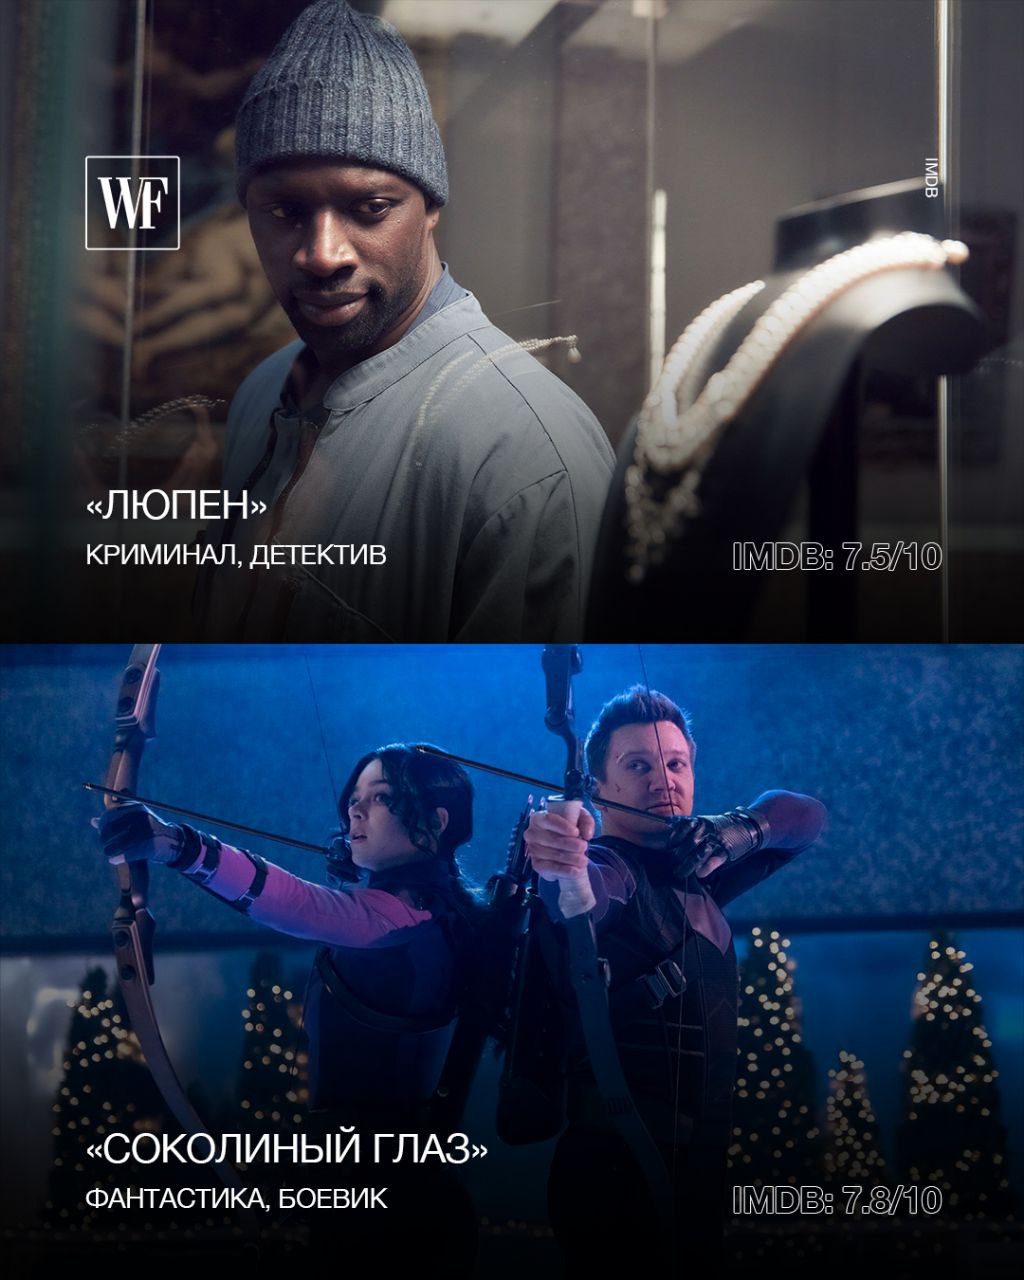 WF
IMDB
«ЛЮПЕН»
КРИМИНАЛ, ДЕТЕКТИВ
IMDB: 7.5/10
«СОКОЛИНЫЙ ГЛАЗ»
ФАНТАСТИКА, БОЕВИК
IMDB: 7.8/10